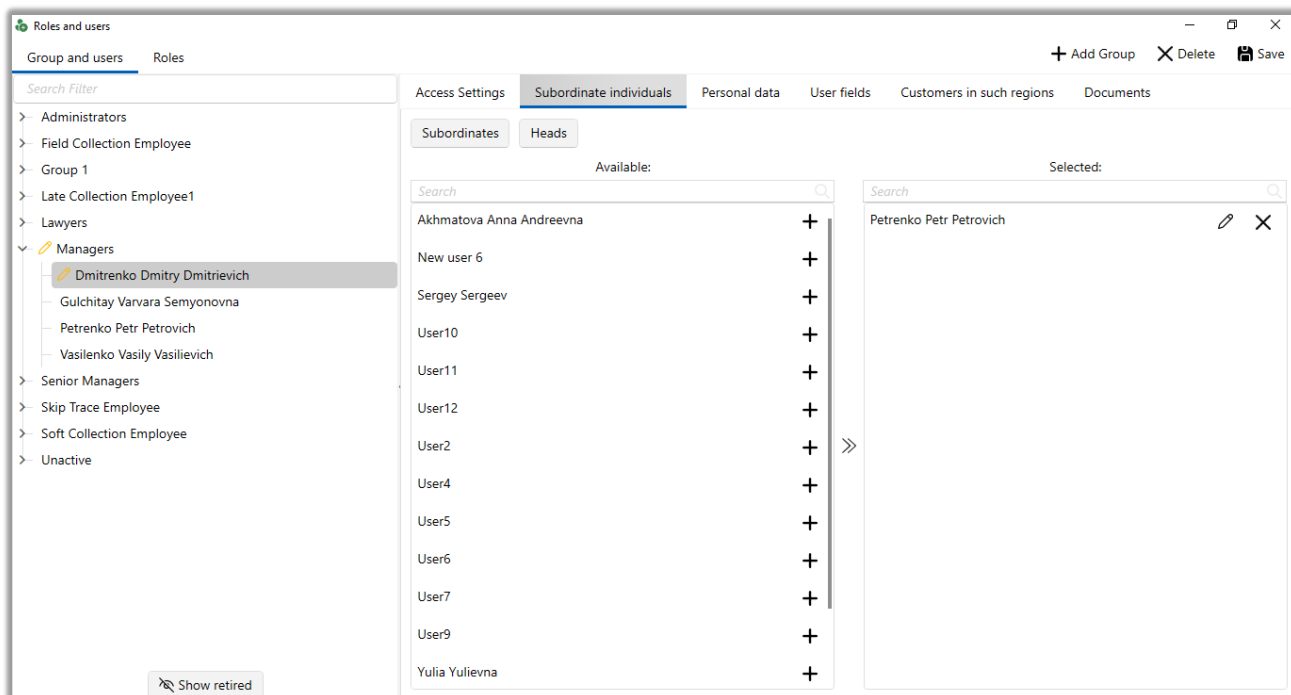 Roles and users
Group and users Roles
Add Group Delete Save
Search Filter
Administrators
Field Collection Employee
Group 1
Late Collection Employee1
Lawyers
Managers
Dmitrenko Dmitry Dmitrievich
Gulchitay Varvara Semyonovna
Petrenko Petr Petrovich
Vasilenko Vasily Vasilievich
Senior Managers
Skip Trace Employee
Soft Collection Employee
Unactive
Show retired
Access Settings Subordinate individuals Personal data User fields Customers in such regions Documents
Subordinates Heads
Available:
Search
Akhmatova Anna Andreevna
New user 6
Sergey Sergeev
User10
User11
User12
User2
User4
User5
User6
User7
User9
Yulia Yulievna
Selected:
Search
Petrenko Petr Petrovich